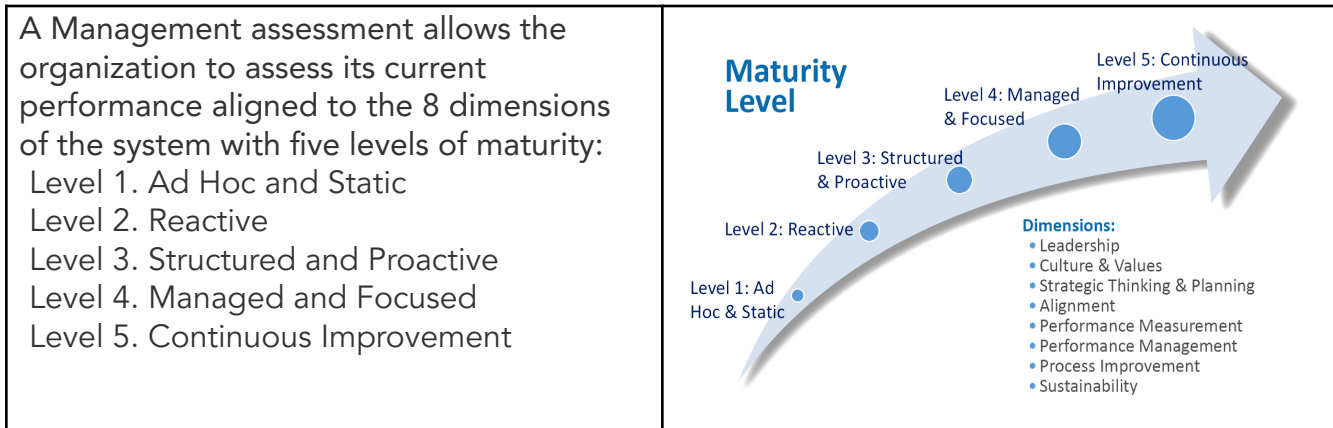 A Management assessment allows the
organization to assess its current
performance aligned to the 8 dimensions
of the system with five levels of maturity:
Level 1. Ad Hoc and Static
Level 2. Reactive
Level 3. Structured and Proactive
Level 4. Managed and Focused
Level 5. Continuous Improvement
Maturity
Level
Level 5: Continuous
Improvement
Level 4: Managed
& Focused
Level 3: Structured
& Proactive
Level 2: Reactive
Level 1: Ad
Hoc & Static
Dimensions:
• Leadership
• Culture & Values
• Strategic Thinking & Planning
• Alignment
• Performance Measurement
• Performance Management
• Process Improvement
• Sustainability